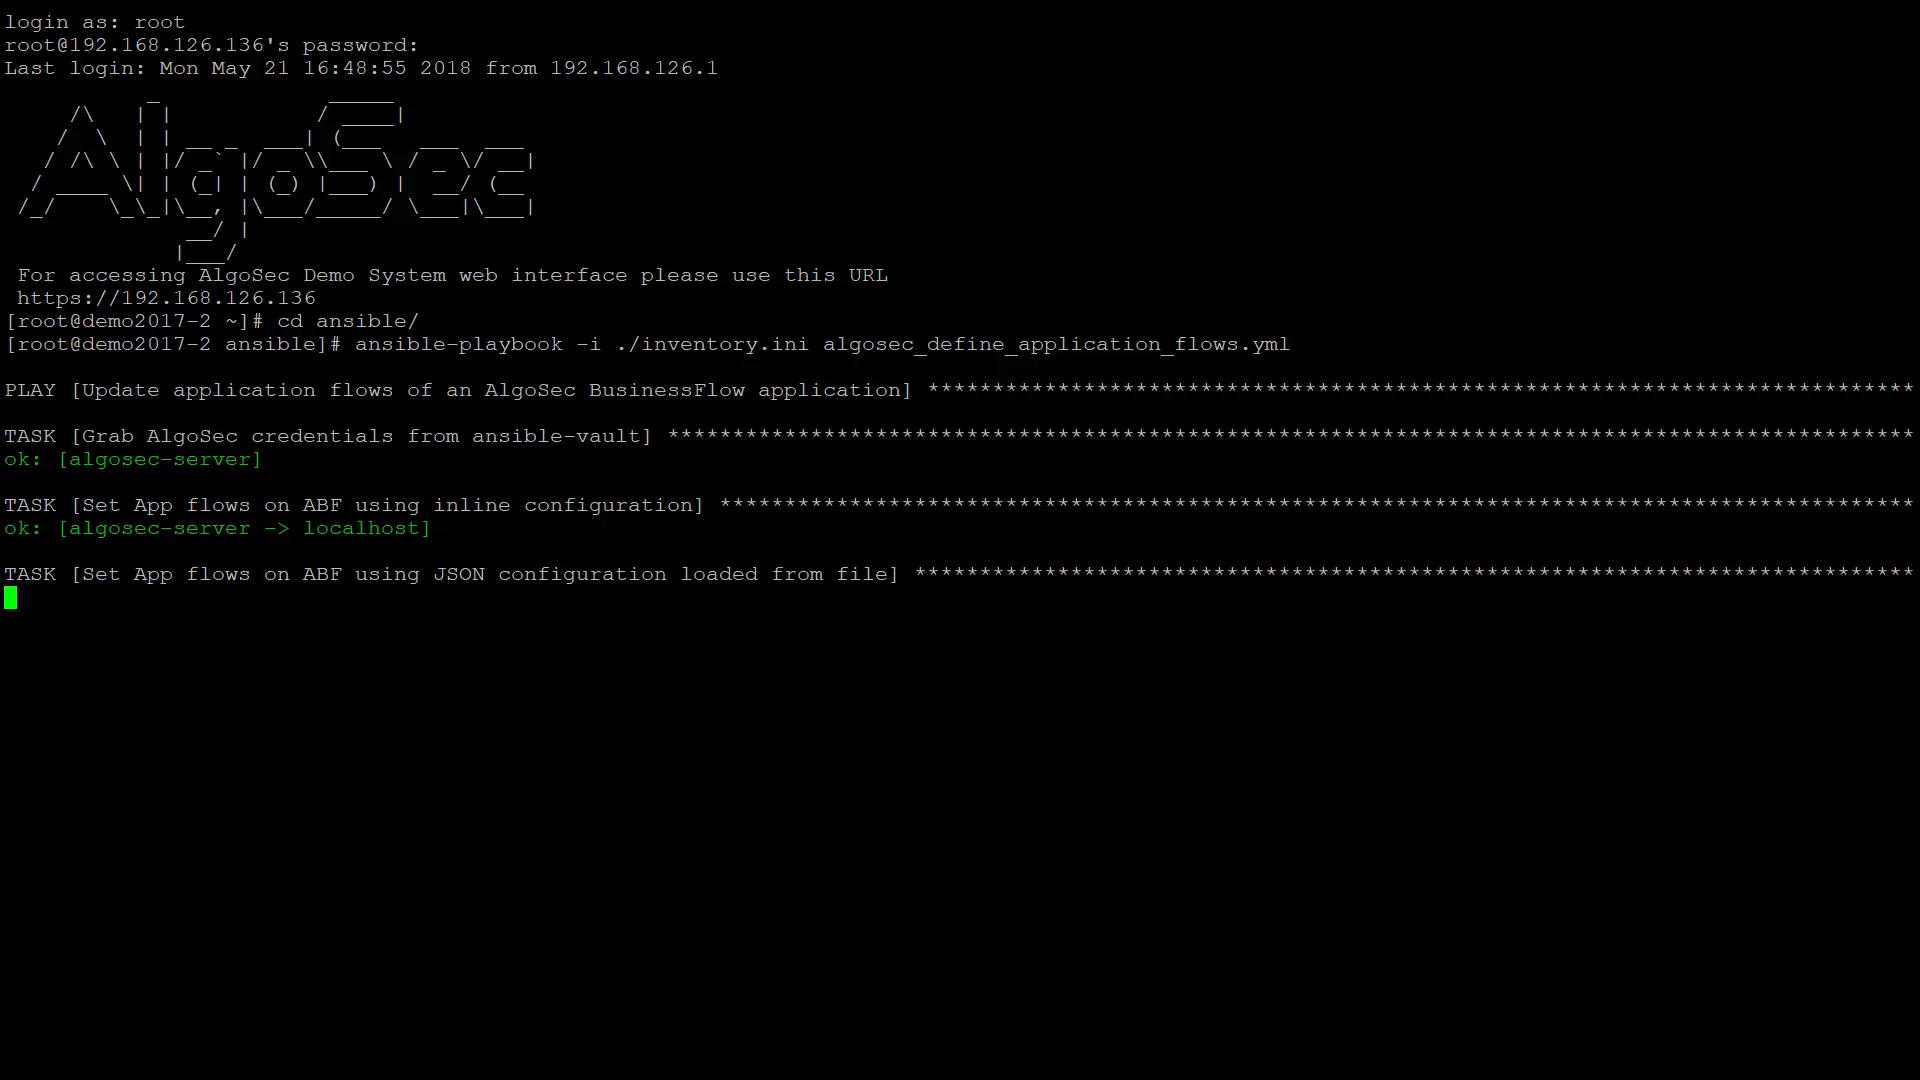 login as: root
root@192.168.126.136's password:
Last login: Mon May 21 16:48:55 2018 from 192.168.126.1
AlgoSec
For accessing AlgoSec Demo System web interface please use this URL
https://192.168.126.136
[root@demo2017-2 ~]# cd ansible/
[root@demo2017-2 ansible]# ansible-playbook -i ./inventory.ini algosec_define_application_flows.yml
PLAY [Update application flows of an AlgoSec BusinessFlow application] ****************************************************************************
TASK [Grab AlgoSec credentials from ansible-vault] ************************************************************************************************
ok: [algosec-server]
TASK [Set App flows on ABF using inline configuration] ********************************************************************************************
ok: [algosec-server -> localhost]
TASK [Set App flows on ABF using JSON configuration loaded from file] *****************************************************************************